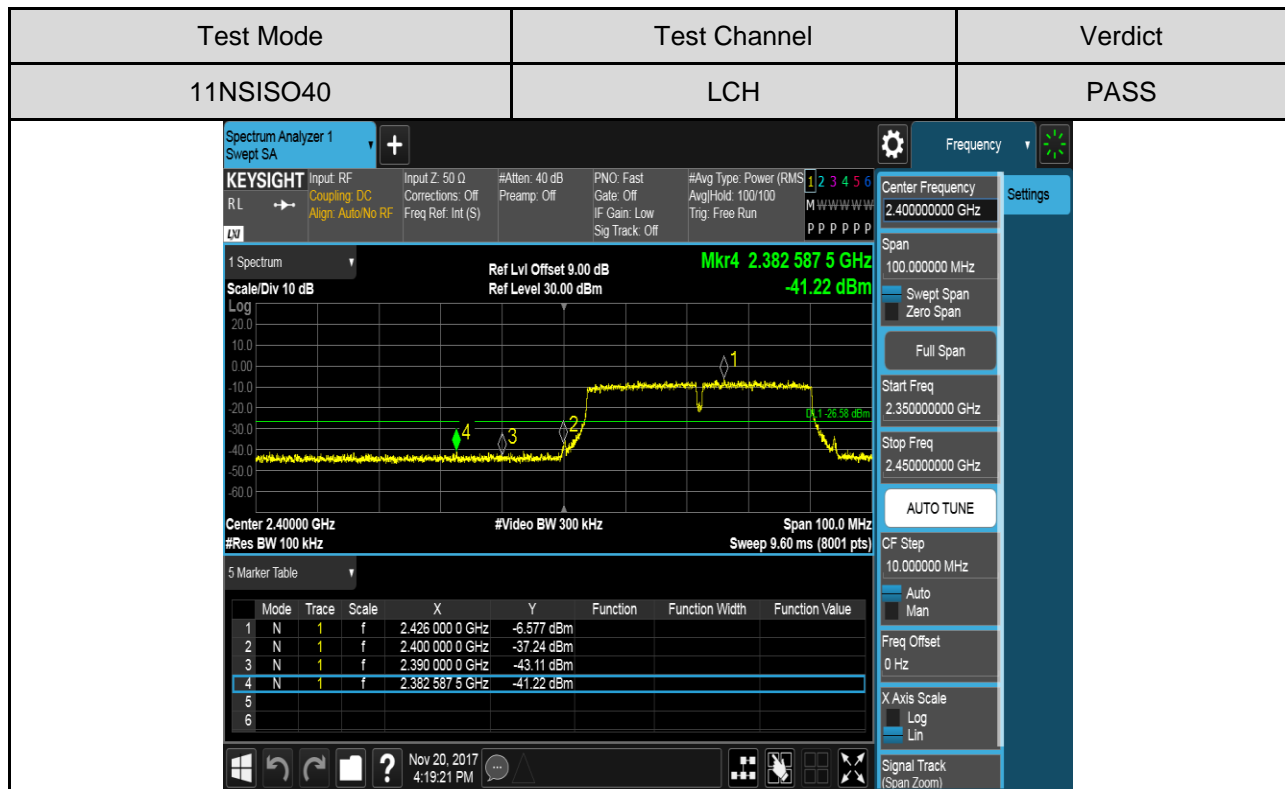 Test Mode Test Channel Verdict
11NSISO40 LCH PASS
Spectrum Analyzer 1
Swept SA
+
Frequency
KEYSIGHT Input: RF Input Z: 50 Ω #Atten: 40 dB PNO: Fast #Avg Type: Power (RMS 1 2 3 4 5 6
RL Coupling: DC Corrections: Off Preamp: Off Gate: Off Avg|Hold: 100/100 M W W W W W
Align: Auto/No RF Freq Ref: Int (S) IF Gain: Low Trig: Free Run
LXI Sig Track: Off P P P P P P
1 Spectrum Ref Lvl Offset 9.00 dB Mkr4 2.382 587 5 GHz
Scale/Div 10 dB Ref Level 30.00 dBm -41.22 dBm
Log
20.0
10.0
0.00
-10.0
-20.0
-30.0
-40.0
-50.0
-60.0
1
2
3
4
DL1 -26.58 dBm
Center 2.40000 GHz #Video BW 300 kHz Span 100.0 MHz
#Res BW 100 kHz Sweep 9.60 ms (8001 pts)
5 Marker Table
Mode Trace Scale X Y Function Function Width Function Value
1 N 1 f 2.426 000 0 GHz -6.577 dBm
2 N 1 f 2.400 000 0 GHz -37.24 dBm
3 N 1 f 2.390 000 0 GHz -43.11 dBm
4 N 1 f 2.382 587 5 GHz -41.22 dBm
5
6
Nov 20, 2017
4:19:21 PM
?
Center Frequency
2.400000000 GHz
Settings
Span
100.000000 MHz
Swept Span
Zero Span
Full Span
Start Freq
2.350000000 GHz
Stop Freq
2.450000000 GHz
AUTO TUNE
CF Step
10.000000 MHz
Auto
Man
Freq Offset
0 Hz
X Axis Scale
Log
Lin
Signal Track
(Span Zoom)